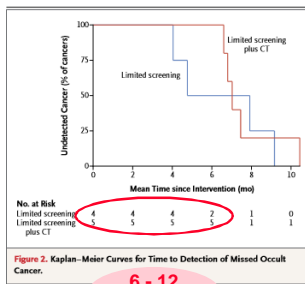 100
Limited screening
plus CT
Limited screening
50
0
Undetected Cancer (% of cancers)
0 2 4 6 8 10
Mean Time since Intervention (mo)
No. at Risk
Limited screening 4 4 4 2 1 0
Limited screening 5 5 5 5 1 1
plus CT
Figure 2. Kaplan–Meier Curves for Time to Detection of Missed Occult
Cancer.
6 - 12